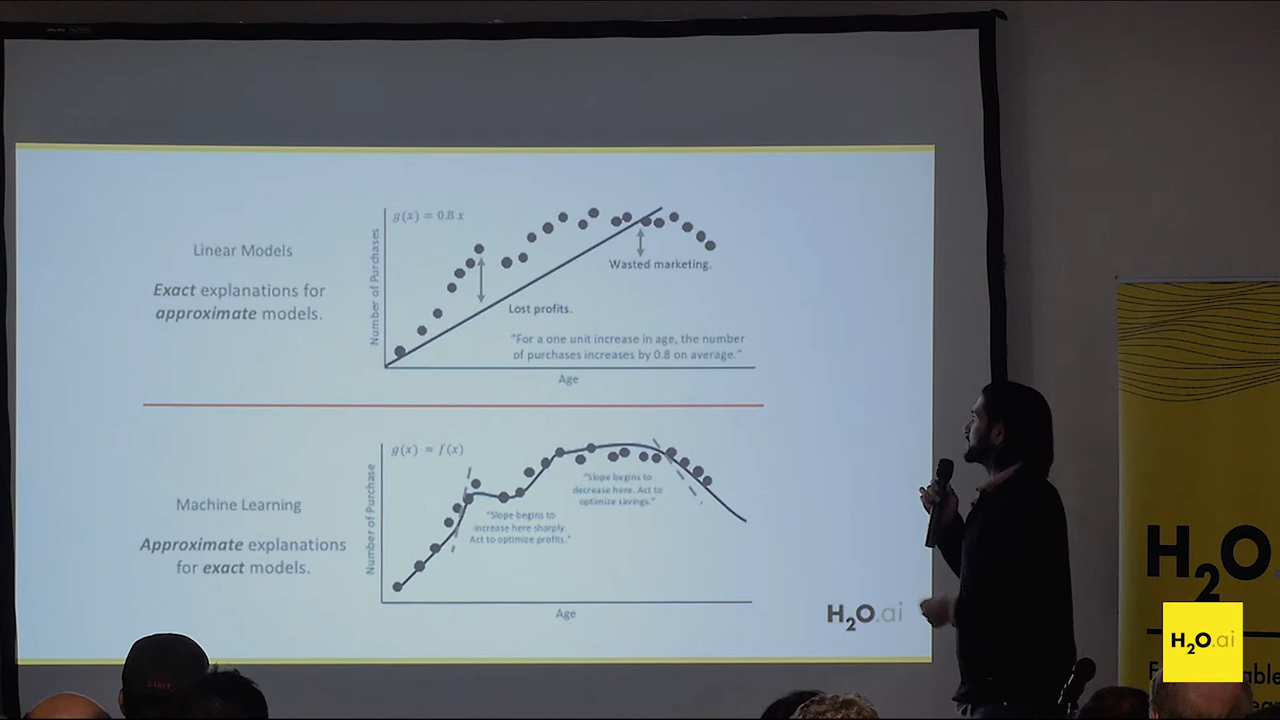 g(x) = 0.8 x
Linear Models
Exact explanations for
approximate models.
Number of Purchases
Wasted marketing.
Lost profits.
"For a one unit increase in age, the number
of purchases increases by 0.8 on average."
Age
g(x) ≈ f(x)
Machine Learning
Approximate explanations
for exact models.
Number of Purchase
"Slope begins to
decrease here. Act to
optimize savings."
"Slope begins to
increase here sharply.
Act to optimize profits."
Age
H2O.ai
H2O
H2O.ai
STAFF